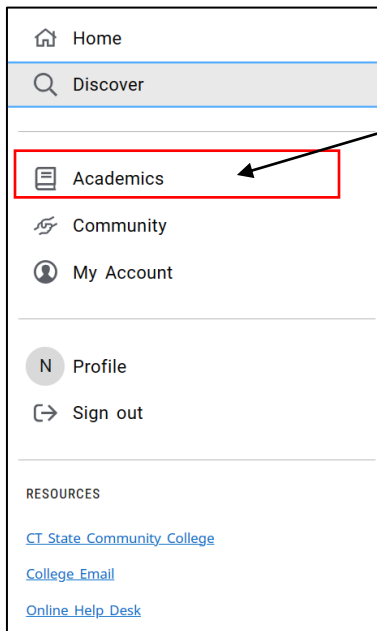 Home
Discover
Academics
Community
My Account
N Profile
Sign out
RESOURCES
CT State Community College
College Email
Online Help Desk